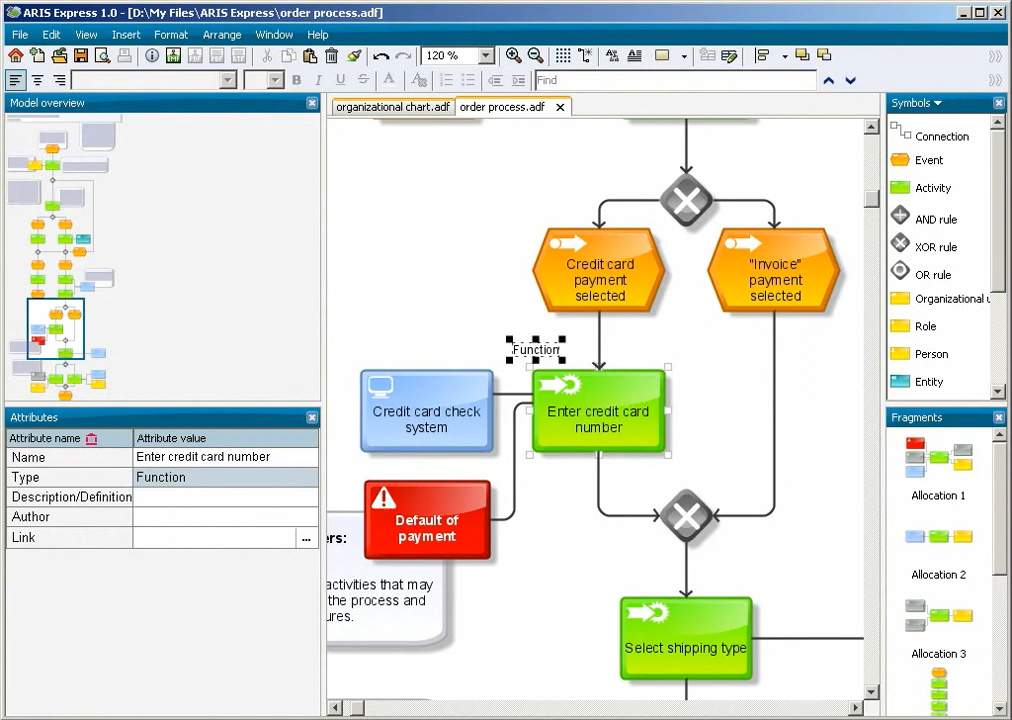 ARIS Express 1.0 - [D:\My Files\ARIS Express\order process.adf]
File Edit View Insert Format Arrange Window Help
120 %
B I U S A
Find
Model overview
organizational chart.adf
order process.adf
Symbols
Connection
Event
Activity
AND rule
XOR rule
OR rule
Organizational u
Role
Person
Entity
Credit card
payment
selected
"Invoice"
payment
selected
Function
Credit card check
system
Enter credit card
number
Default of
payment
ers:
activities that may
the process and
ures.
Select shipping type
Attributes
Attribute name Attribute value
Name Enter credit card number
Type Function
Description/Definition
Author
Link ...
Fragments
Allocation 1
Allocation 2
Allocation 3